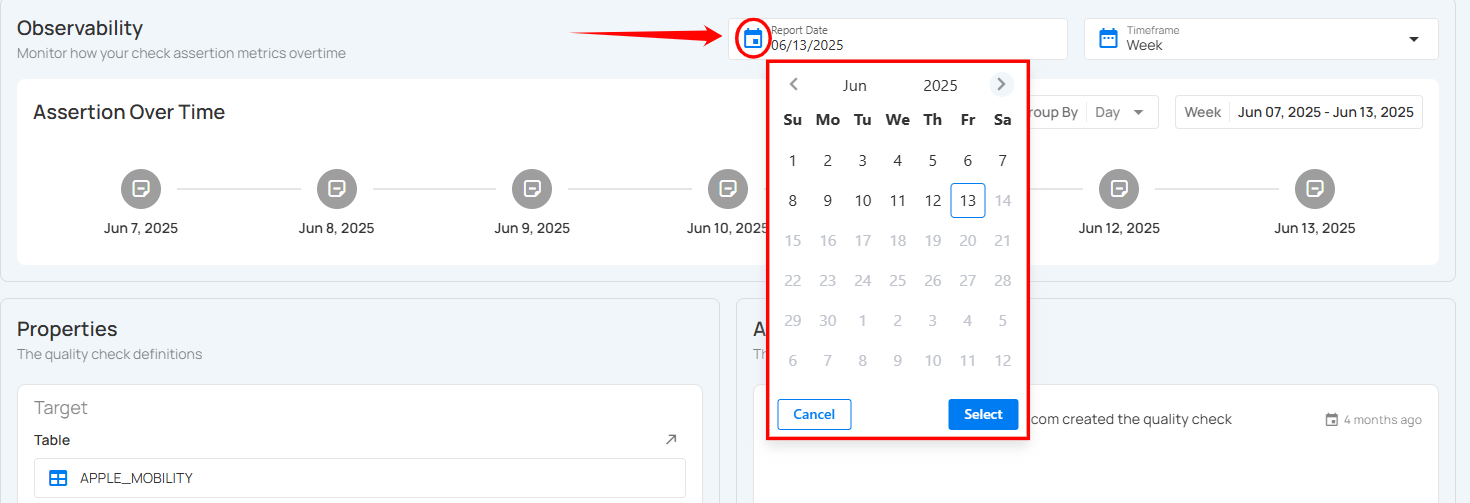 Observability
Monitor how your check assertion metrics overtime
Report Date
06/13/2025
Timeframe
Week
Assertion Over Time
roup By Day
Week Jun 07, 2025 - Jun 13, 2025
Jun 7, 2025
Jun 8, 2025
Jun 9, 2025
Jun 10, 2025
Jun 12, 2025
Jun 13, 2025
Jun 2025
Su Mo Tu We Th Fr Sa
1 2 3 4 5 6 7
8 9 10 11 12 13 14
15 16 17 18 19 20 21
22 23 24 25 26 27 28
29 30 1 2 3 4 5
6 7 8 9 10 11 12
Cancel
Select
Properties
The quality check definitions
Target
Table
APPLE_MOBILITY
A
Th
com created the quality check
4 months ago